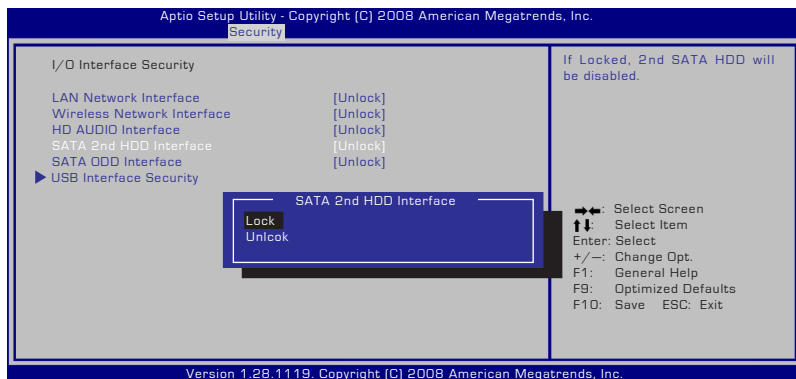 Aptio Setup Utility - Copyright (C) 2008 American Megatrends, Inc.
Security
I/O Interface Security
LAN Network Interface [Unlock]
Wireless Network Interface [Unlock]
HD AUDIO Interface [Unlock]
SATA 2nd HDD Interface [Unlock]
SATA ODD Interface [Unlock]
USB Interface Security
SATA 2nd HDD Interface
Lock
Unlcok
If Locked, 2nd SATA HDD will
be disabled.
→←: Select Screen
↑↓: Select Item
Enter: Select
+/—: Change Opt.
F1: General Help
F9: Optimized Defaults
F10: Save ESC: Exit
Version 1.28.1119. Copyright (C) 2008 American Megatrends, Inc.